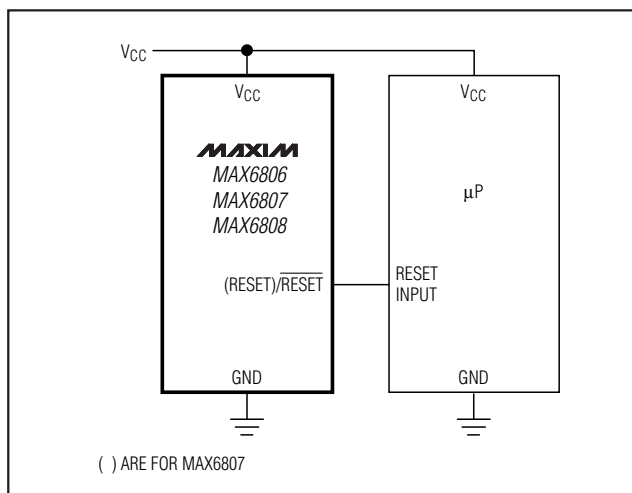 VCC
VCC
MAXIM
MAX6806
MAX6807
MAX6808
(RESET)/RESET
GND
VCC
μP
RESET
INPUT
GND
( ) ARE FOR MAX6807